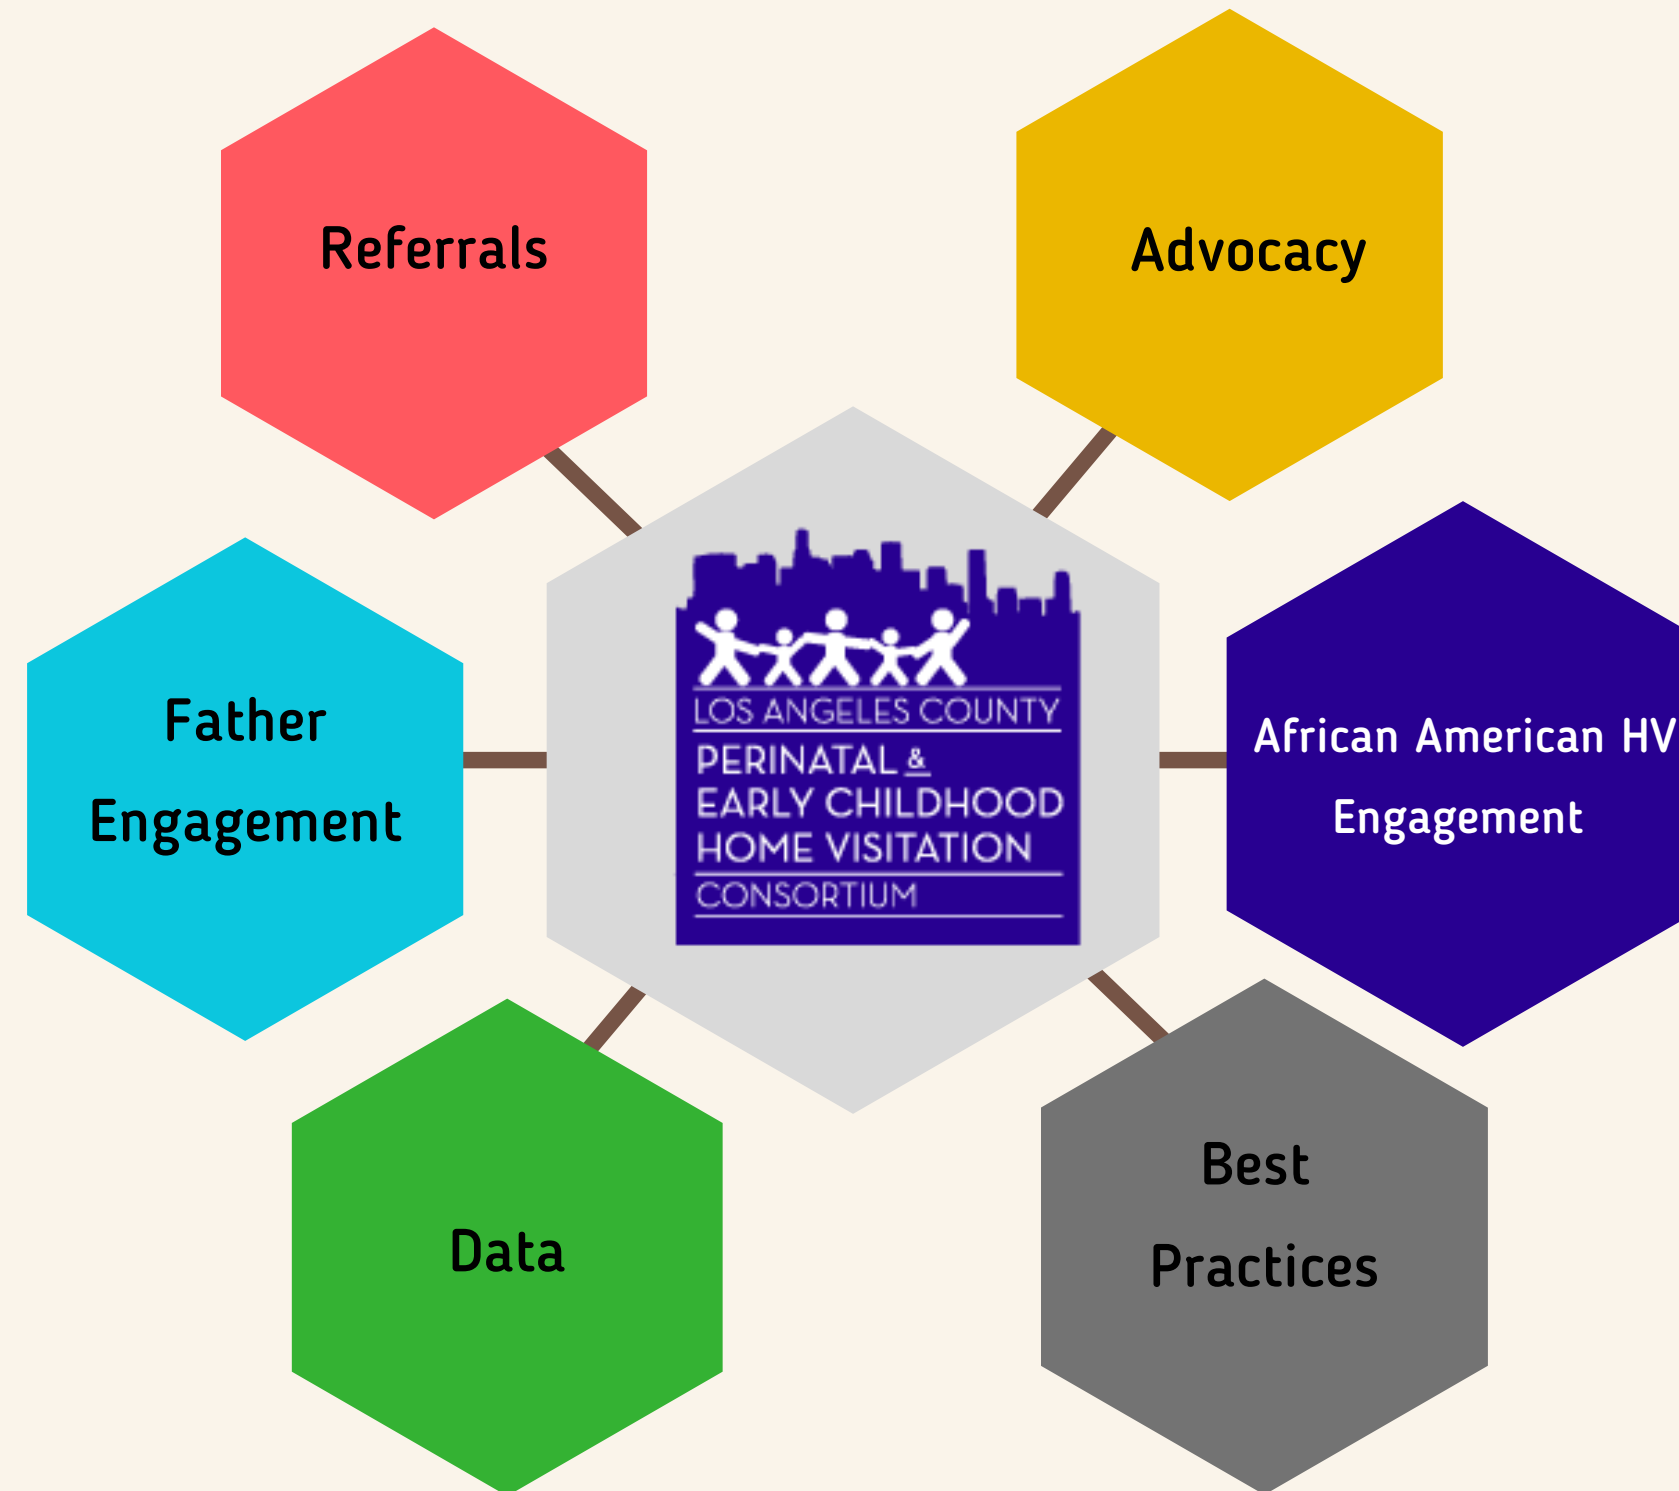 Referrals
Advocacy
Father
Engagement
LOS ANGELES COUNTY
PERINATAL &
EARLY CHILDHOOD
HOME VISITATION
CONSORTIUM
African American HV
Engagement
Data
Best
Practices